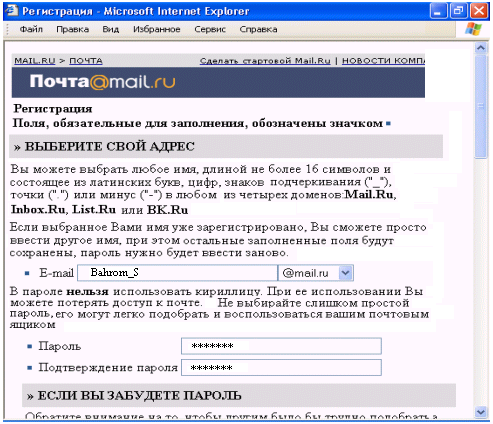 Регистрация - Microsoft Internet Explorer
Файл Правка Вид Избранное Сервис Справка
MAIL.RU > ПОЧТА Сделать стартовой Mail.Ru | НОВОСТИ КОМПА
Почта@mail.ru
Регистрация
Поля, обязательные для заполнения, обозначены значком ▪
» ВЫБЕРИТЕ СВОЙ АДРЕС
Вы можете выбрать любое имя, длиной не более 16 символов и
состоящее из латинских букв, цифр, знаков подчеркивания ("_"),
точки (".") или минус ("-") в любом из четырех доменов:Mail.Ru,
Inbox.Ru, List.Ru или BK.Ru
Если выбранное Вами имя уже зарегистрировано, Вы сможете просто
ввести другое имя, при этом остальные заполненные поля будут
сохранены, пароль нужно будет ввести заново.
▪ E-mail Bahrom_S @mail.ru
В пароле нельзя использовать кириллицу. При ее использовании Вы
можете потерять доступ к почте. Не выбирайте слишком простой
пароль,его могут легко подобрать и воспользоваться вашим почтовым
ящиком
▪ Пароль *******
▪ Подтверждение пароля *******
» ЕСЛИ ВЫ ЗАБУДЕТЕ ПАРОЛЬ
Обратите внимание на то, чтобы другим было бы трудно подобрать а